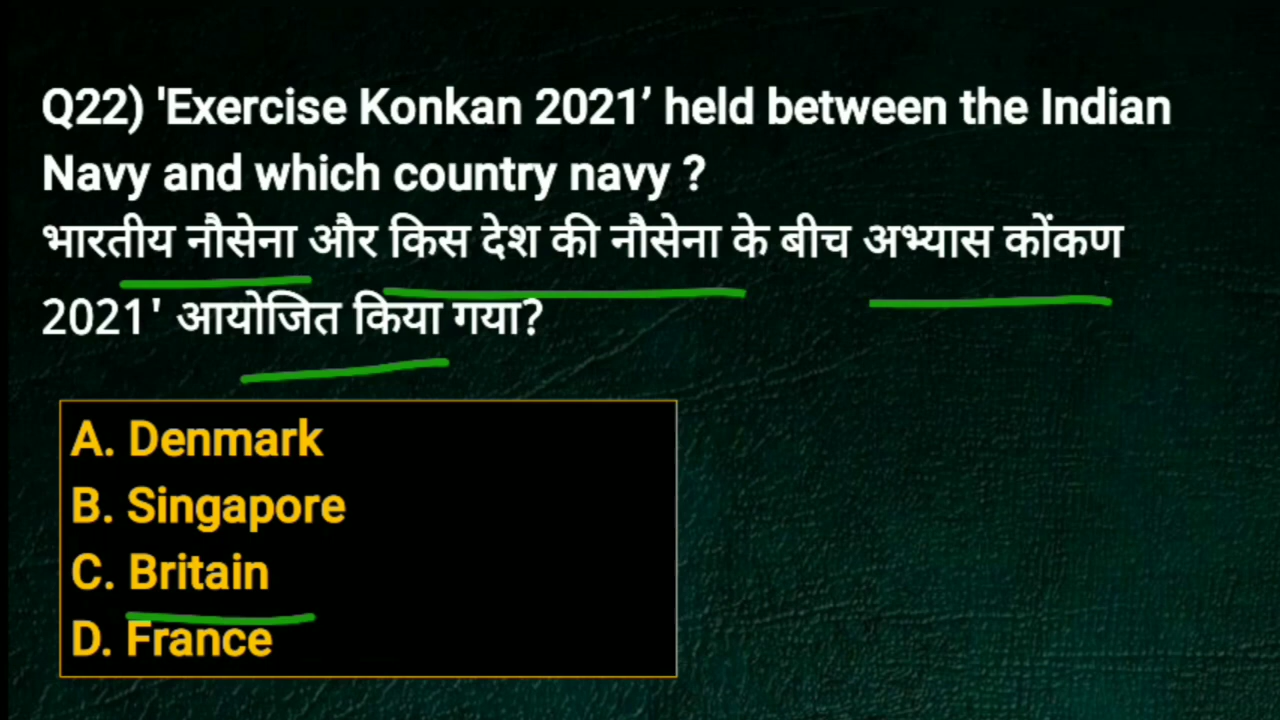 Q22) 'Exercise Konkan 2021’ held between the Indian
Navy and which country navy ?
भारतीय नौसेना और किस देश की नौसेना के बीच अभ्यास कोंकण
2021' आयोजित किया गया?
A. Denmark
B. Singapore
C. Britain
D. France